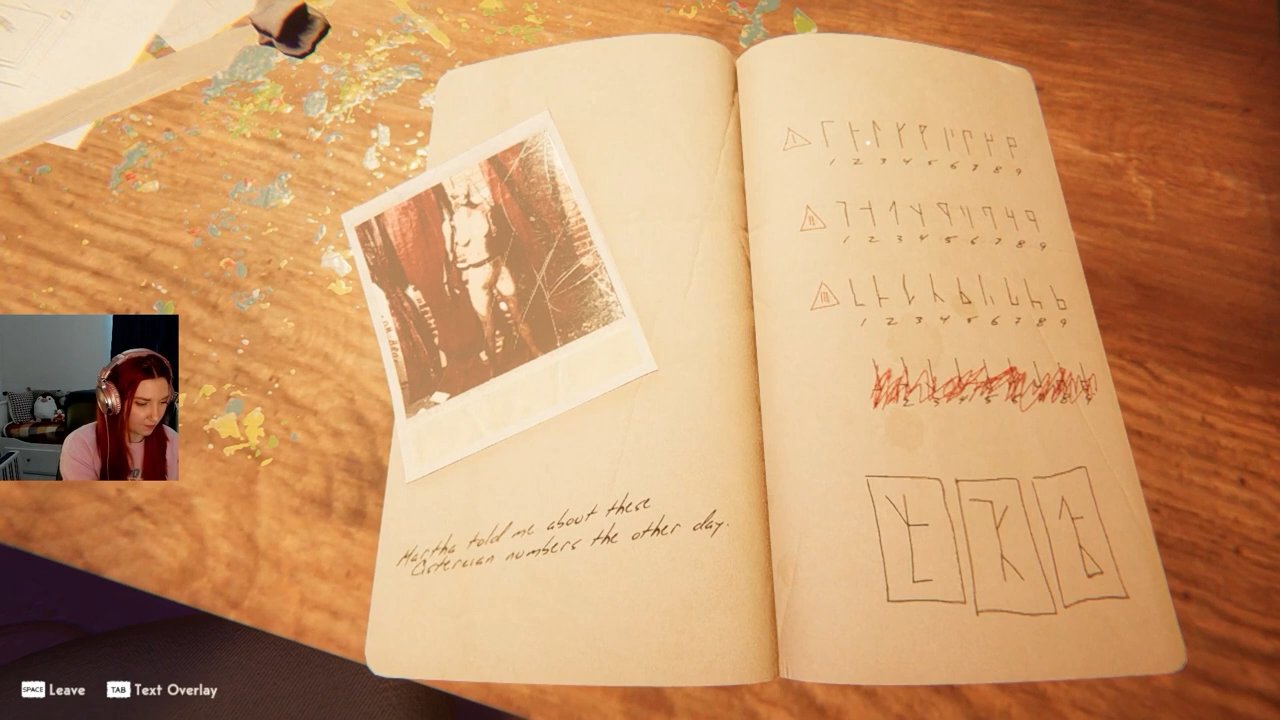 Martha told me about these
Cistercian numbers the other day.
I
1 2 3 4 5 6 7 8 9
II
1 2 3 4 5 6 7 8 9
III
1 2 3 4 5 6 7 8 9
SPACE Leave TAB Text Overlay